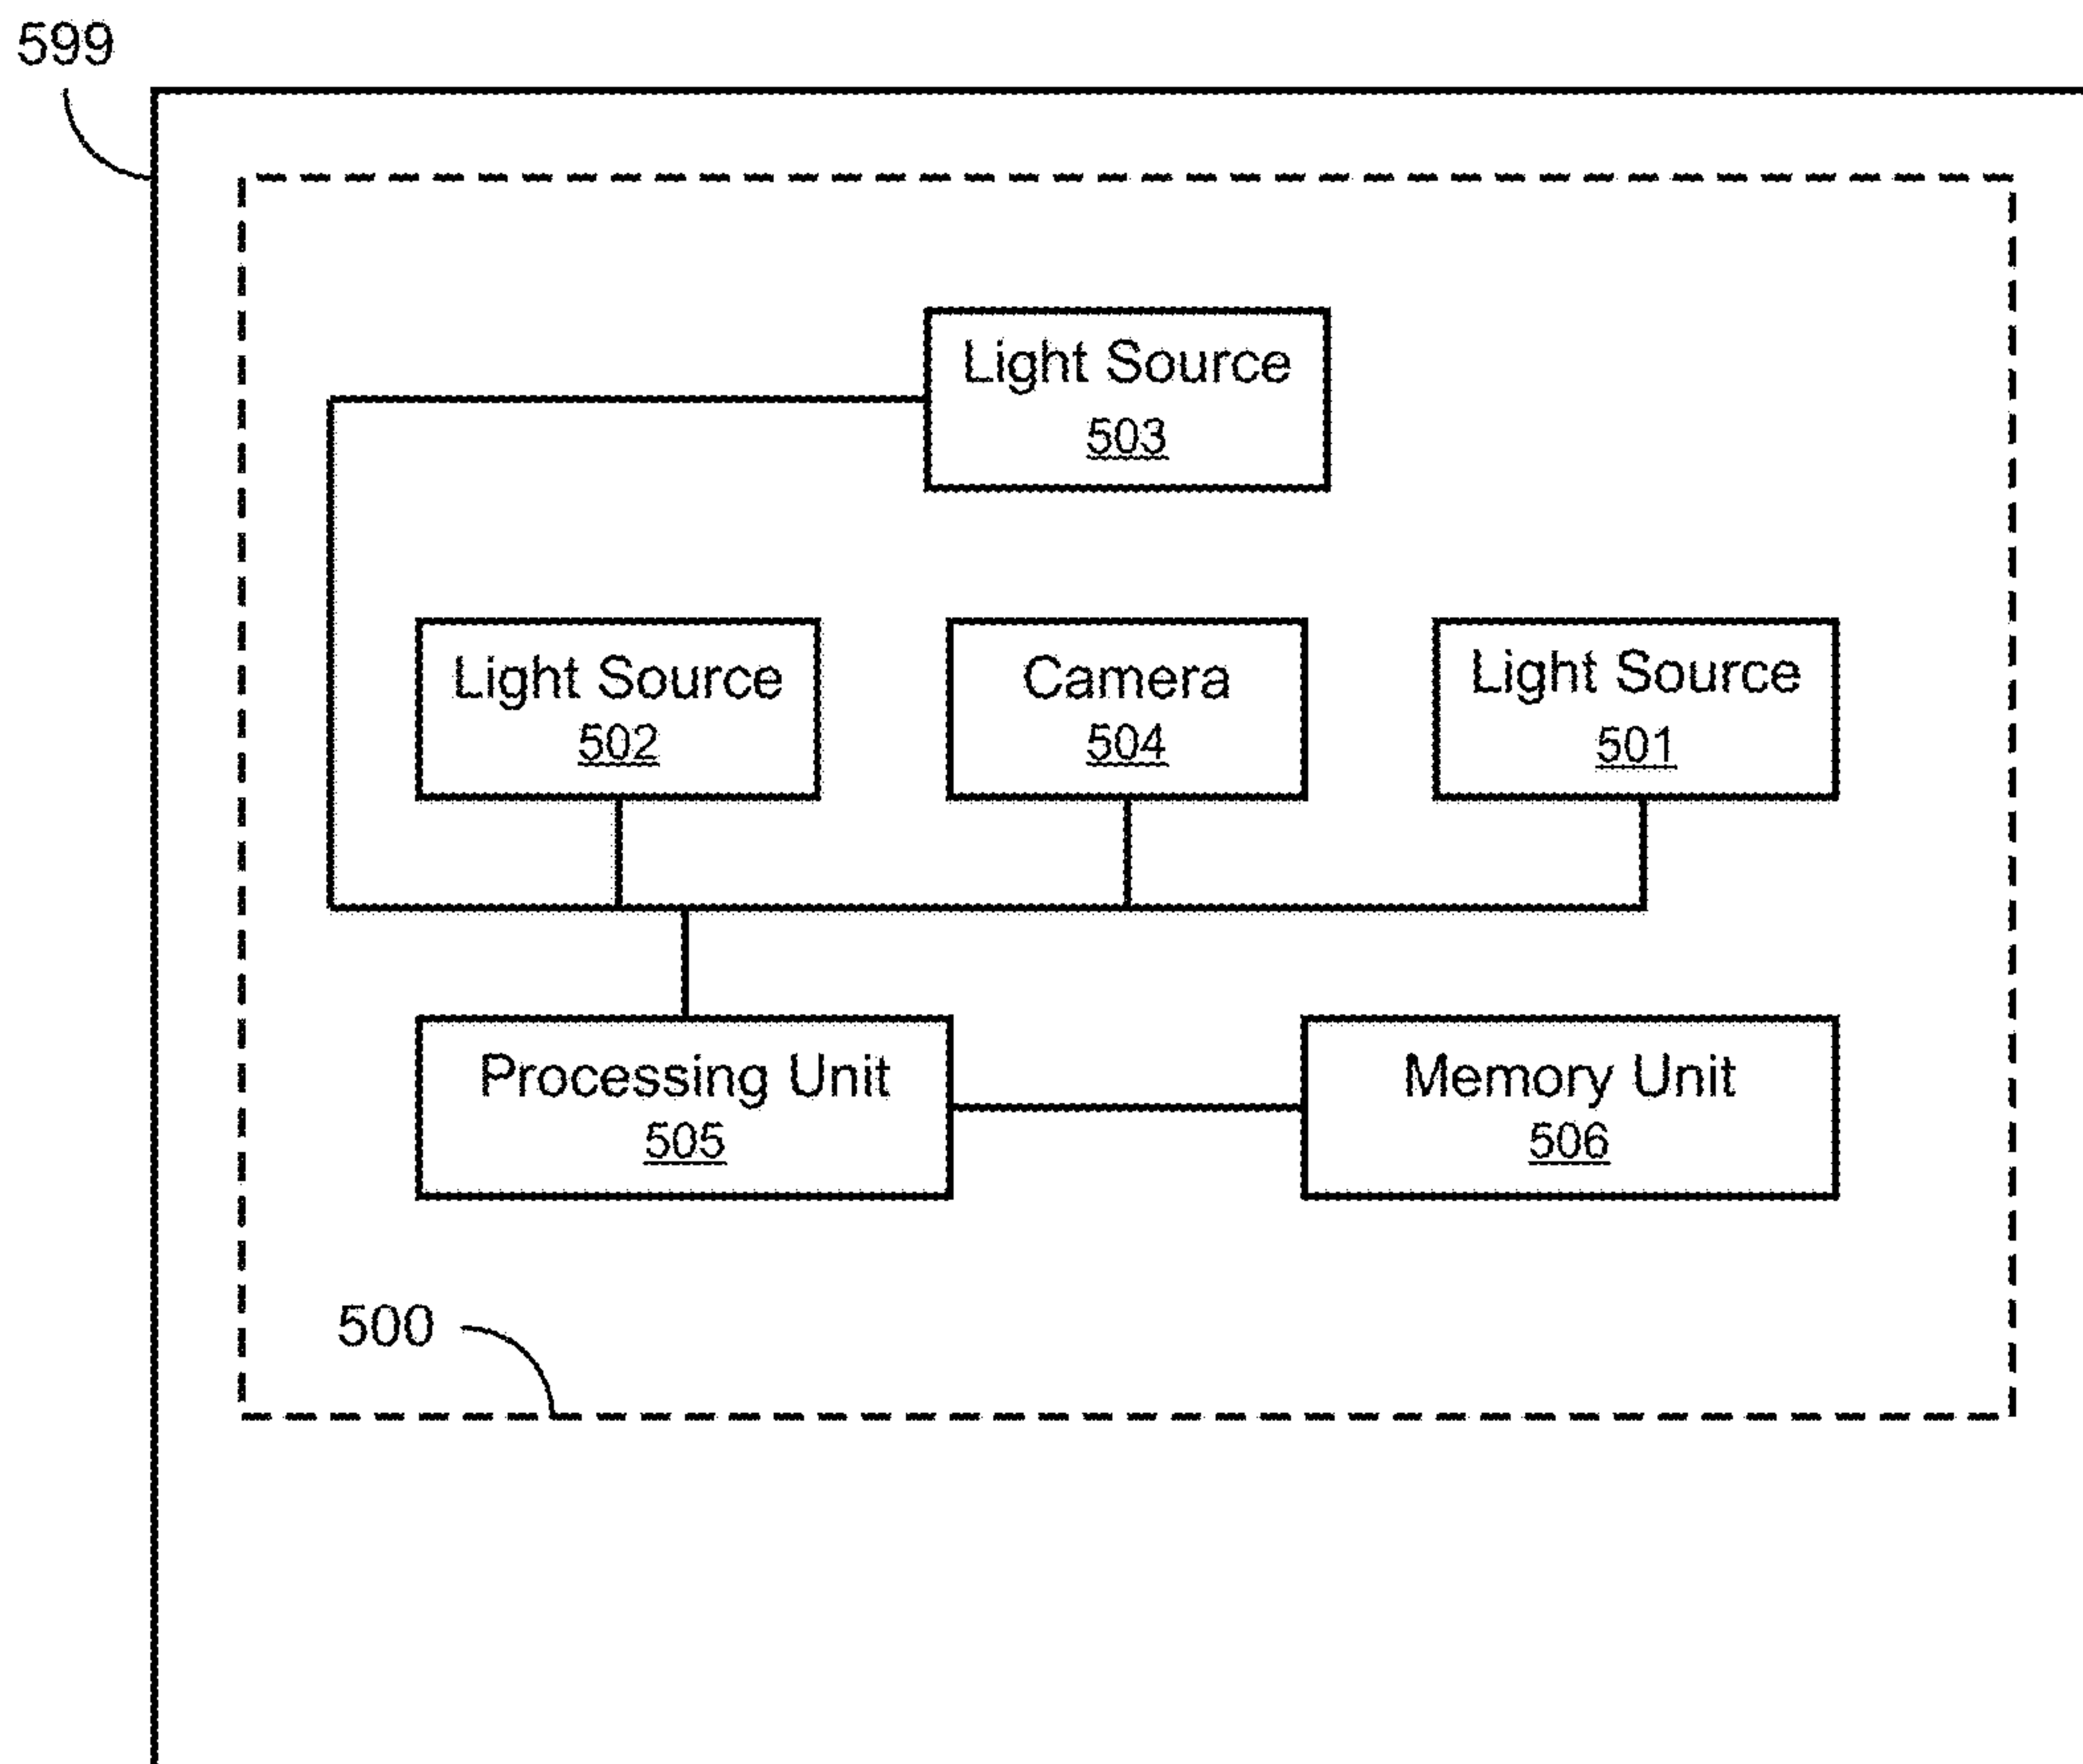 599
Light Source
503
Light Source
502
Camera
504
Light Source
501
Processing Unit
505
Memory Unit
506
500